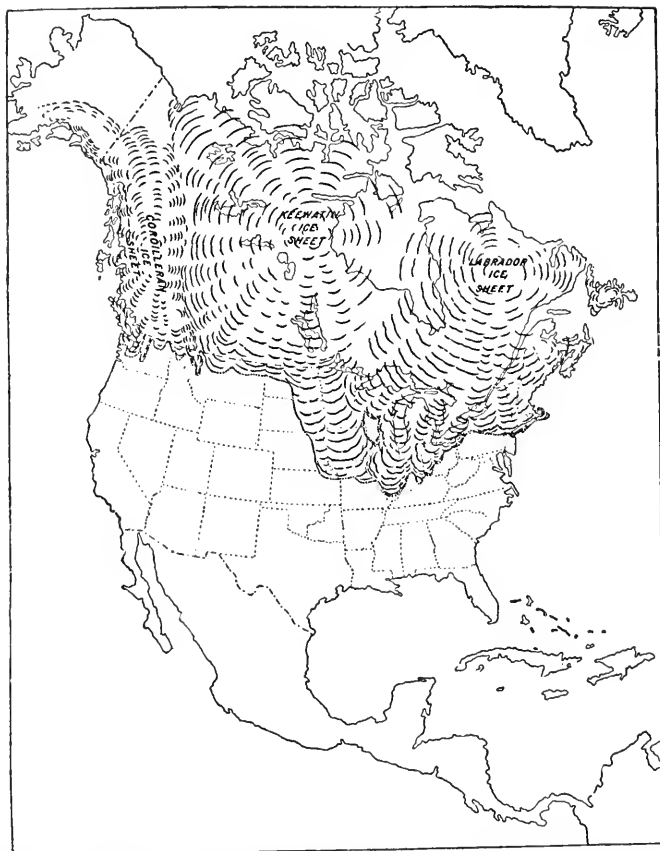 KEEWATIN
ICE
SHEET
CORDILLERAN
ICE
SHEET
LABRADOR
ICE
SHEET